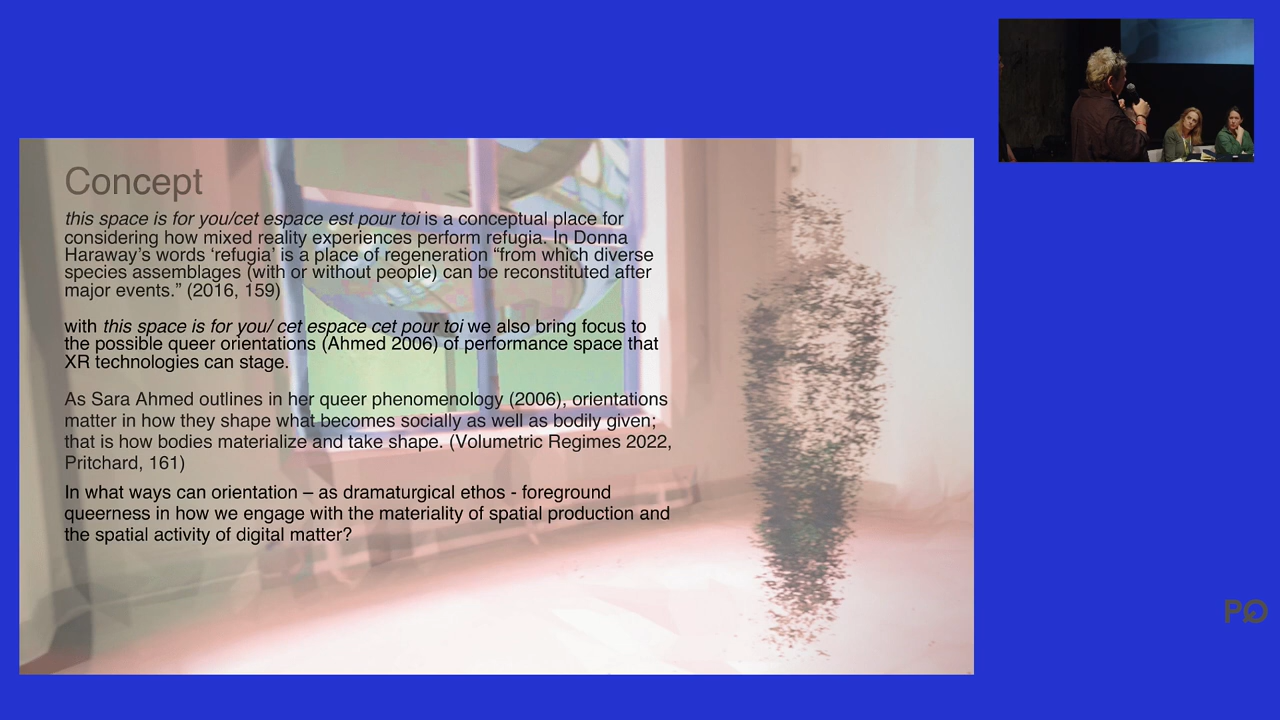 Concept
this space is for you/cet espace est pour toi is a conceptual place for
considering how mixed reality experiences perform refugia. In Donna
Haraway's words ‘refugia’ is a place of regeneration “from which diverse
species assemblages (with or without people) can be reconstituted after
major events.” (2016, 159)
with this space is for you/ cet espace cet pour toi we also bring focus to
the possible queer orientations (Ahmed 2006) of performance space that
XR technologies can stage.
As Sara Ahmed outlines in her queer phenomenology (2006), orientations
matter in how they shape what becomes socially as well as bodily given;
that is how bodies materialize and take shape. (Volumetric Regimes 2022,
Pritchard, 161)
In what ways can orientation – as dramaturgical ethos - foreground
queerness in how we engage with the materiality of spatial production and
the spatial activity of digital matter?
PQ